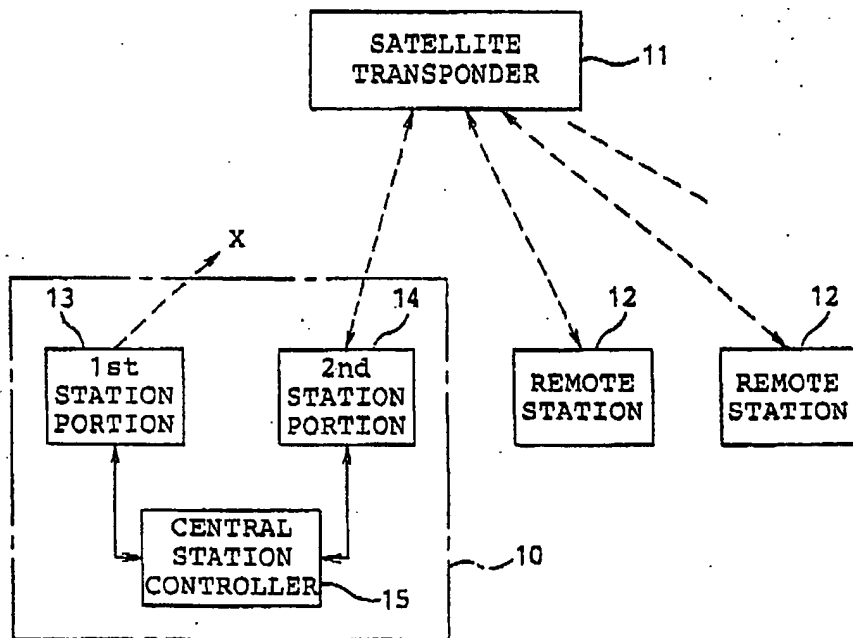 SATELLITE
TRANSPONDER
11
X
13
14
12
12
1st
STATION
PORTION
2nd
STATION
PORTION
REMOTE
STATION
REMOTE
STATION
CENTRAL
STATION
CONTROLLER
10
15